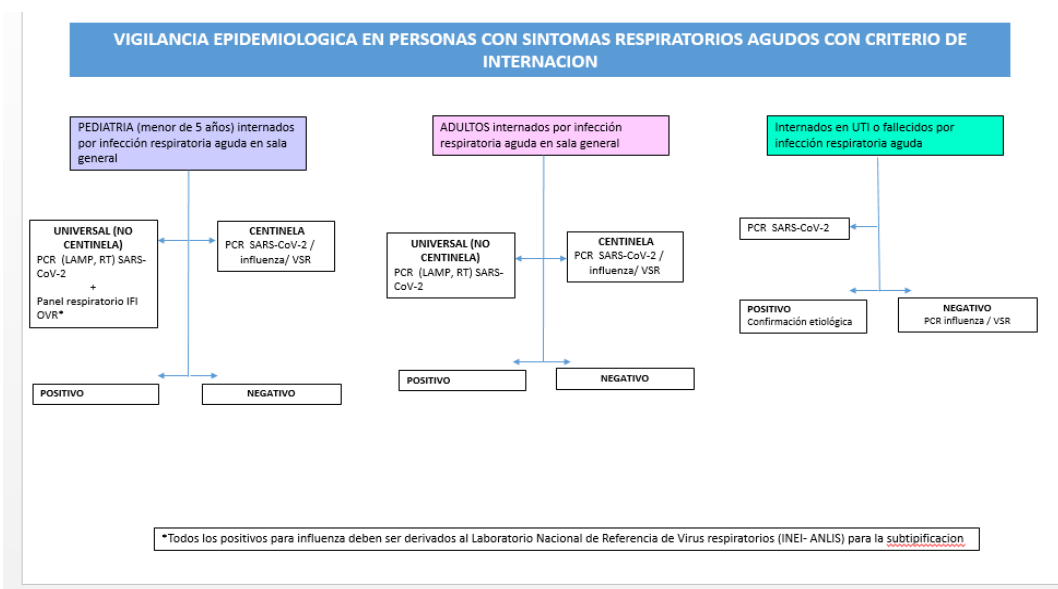 VIGILANCIA EPIDEMIOLOGICA EN PERSONAS CON SINTOMAS RESPIRATORIOS AGUDOS CON CRITERIO DE
INTERNACION
PEDIATRIA (menor de 5 años) internados
por infección respiratoria aguda en sala
general
UNIVERSAL (NO
CENTINELA)
PCR (LAMP, RT) SARS-
CoV-2
+
Panel respiratorio IFI
OVR*
CENTINELA
PCR SARS-CoV-2 /
influenza/ VSR
POSITIVO
NEGATIVO
ADULTOS internados por infección
respiratoria aguda en sala general
UNIVERSAL (NO
CENTINELA)
PCR (LAMP, RT) SARS-
CoV-2
CENTINELA
PCR SARS-CoV-2 /
influenza/ VSR
POSITIVO
NEGATIVO
Internados en UTI o fallecidos por
infección respiratoria aguda
PCR SARS-CoV-2
POSITIVO
Confirmación etiológica
NEGATIVO
PCR influenza / VSR
*Todos los positivos para influenza deben ser derivados al Laboratorio Nacional de Referencia de Virus respiratorios (INEI- ANLIS) para la subtipificacion